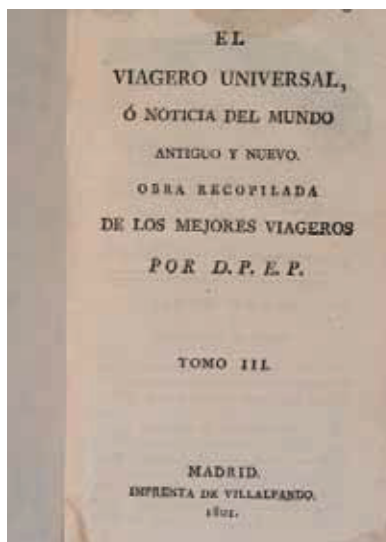 EL
VIAGERO UNIVERSAL,
Ó NOTICIA DEL MUNDO
ANTIGUO Y NUEVO.
OBRA RECOPILADA
DE LOS MEJORES VIAGEROS
POR D. P. E. P.
TOMO III.
MADRID.
IMPRENTA DE VILLALPANDO.
1801.